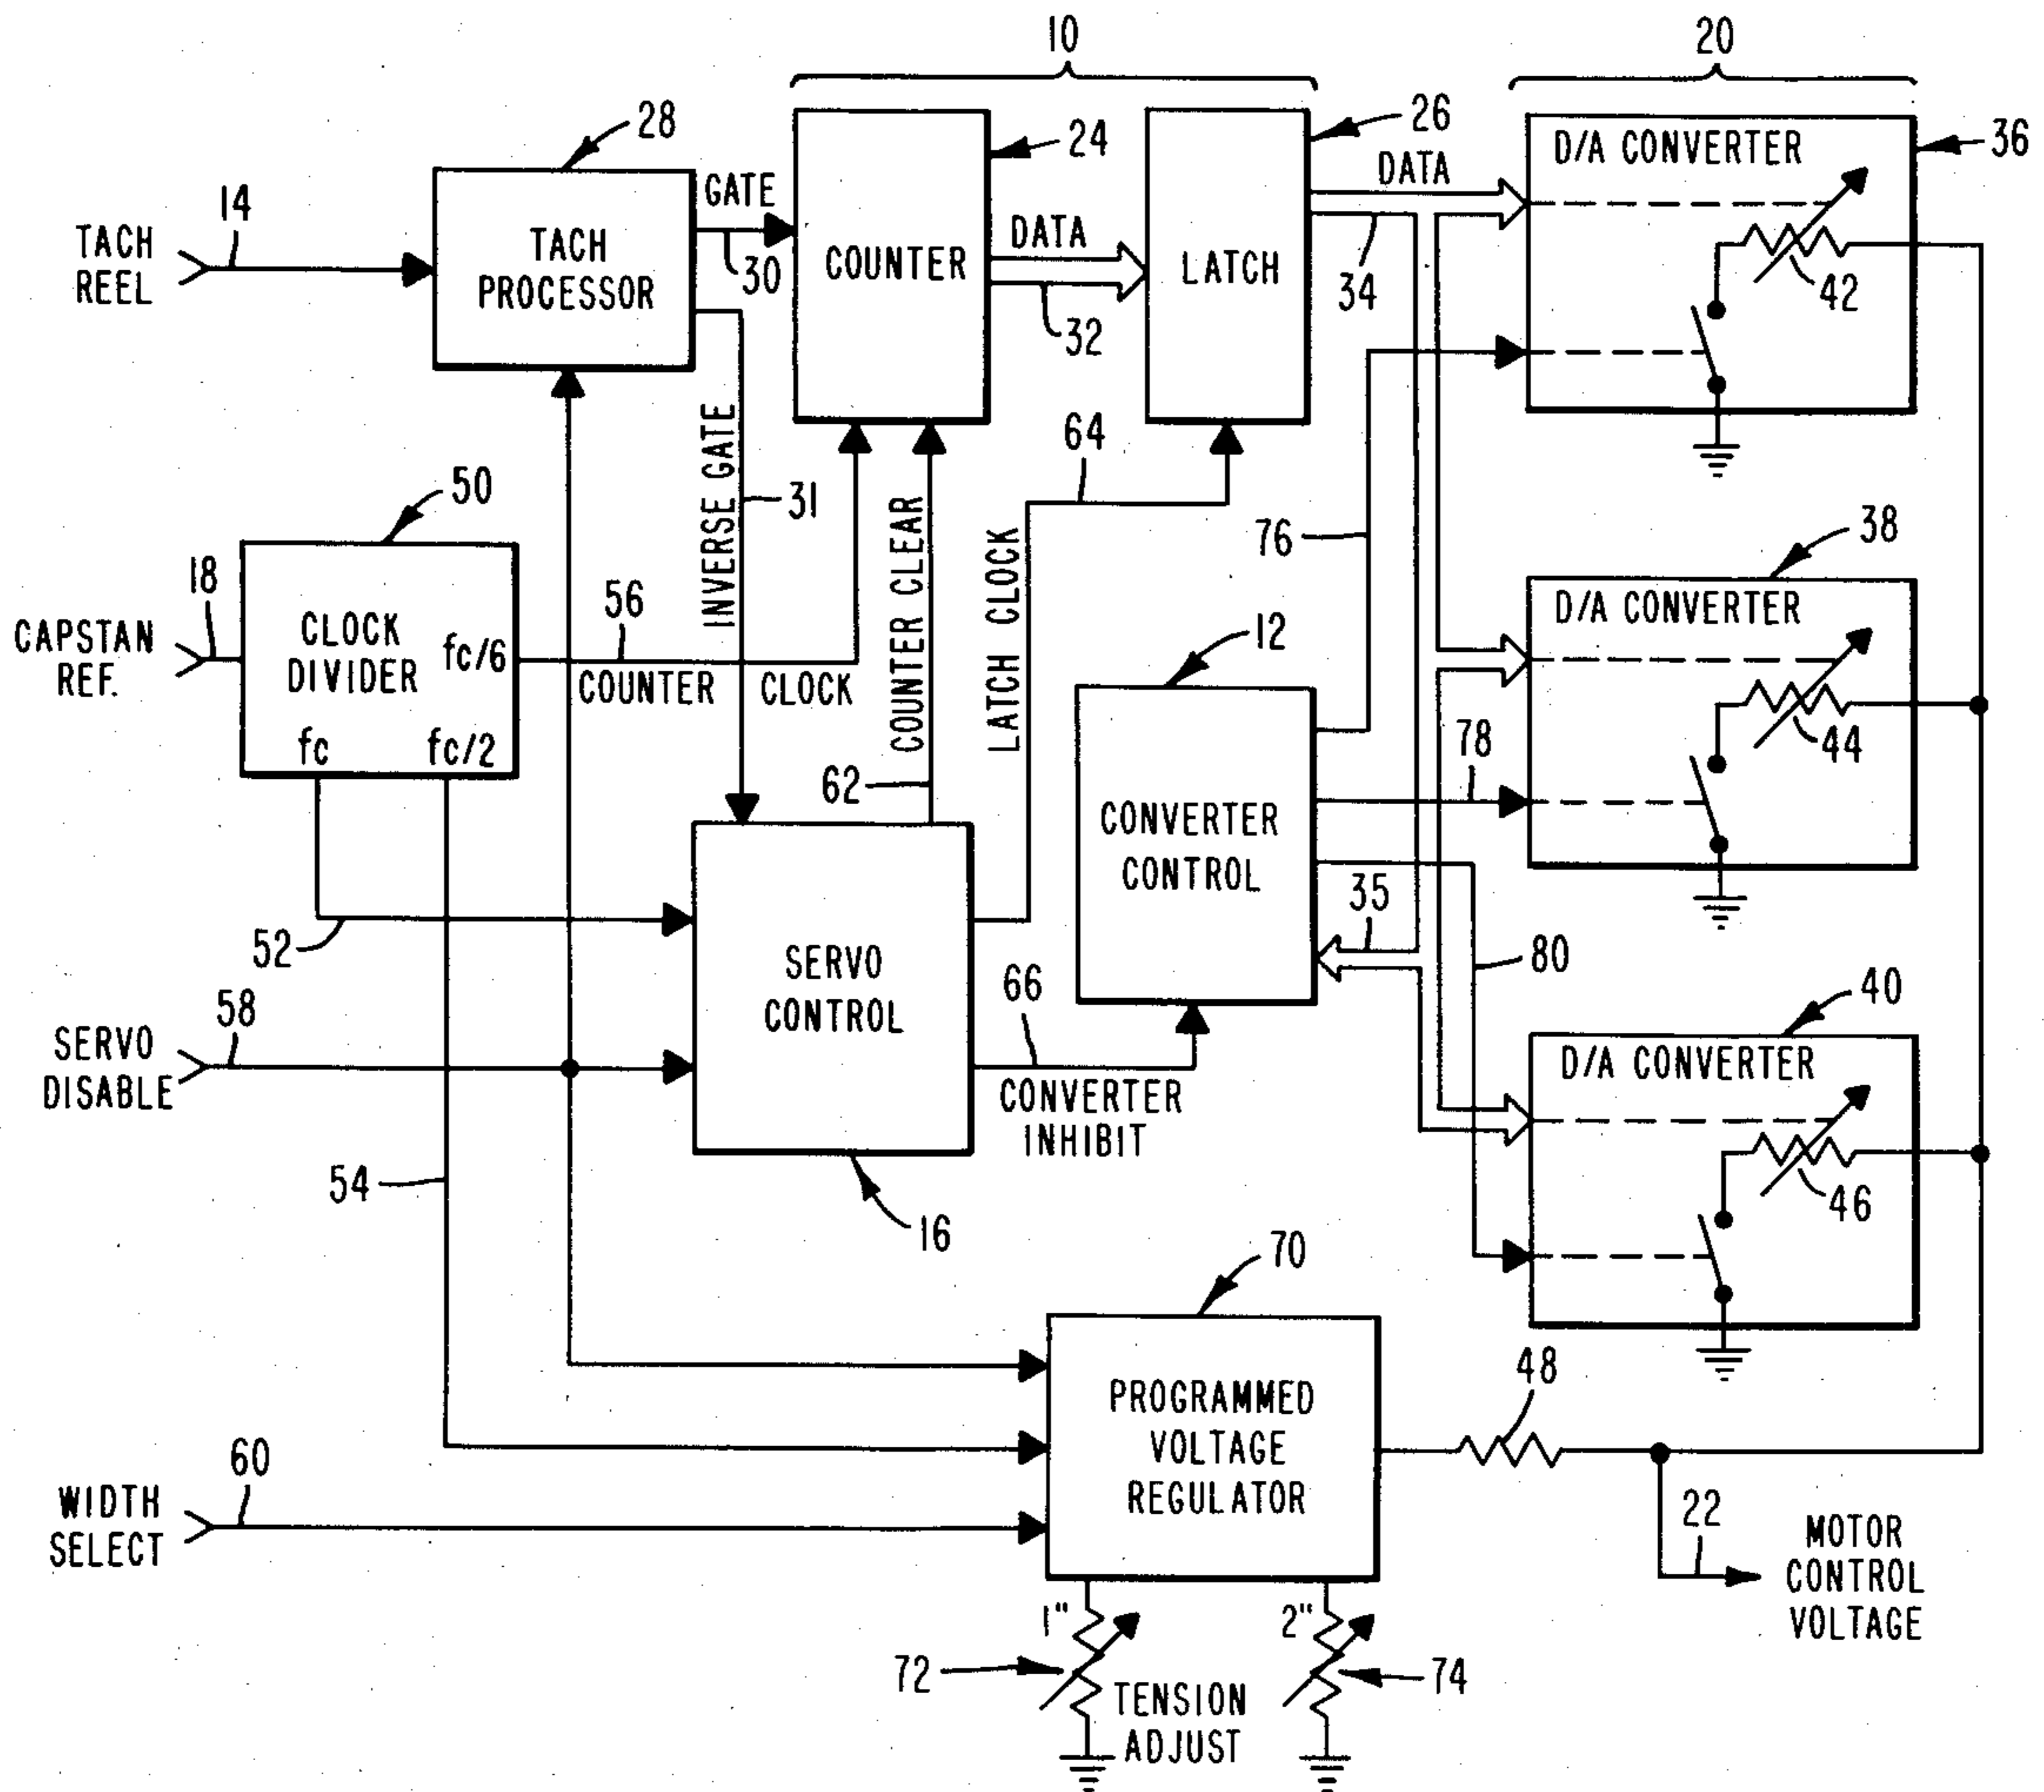 10
20
28
24
26
36
14
TACH
REEL
TACH
PROCESSOR
GATE
30
COUNTER
DATA
32
LATCH
DATA
34
D/A CONVERTER
42
INVERSE GATE
31
COUNTER CLEAR
62
64
LATCH CLOCK
76
50
18
CAPSTAN
REF.
CLOCK
DIVIDER
fc/6
fc
fc/2
56
COUNTER CLOCK
12
CONVERTER
CONTROL
78
38
D/A CONVERTER
44
52
35
80
58
SERVO
DISABLE
SERVO
CONTROL
16
66
CONVERTER
INHIBIT
40
D/A CONVERTER
46
54
70
PROGRAMMED
VOLTAGE
REGULATOR
48
60
WIDTH
SELECT
22
MOTOR
CONTROL
VOLTAGE
1"
2"
72
74
TENSION
ADJUST